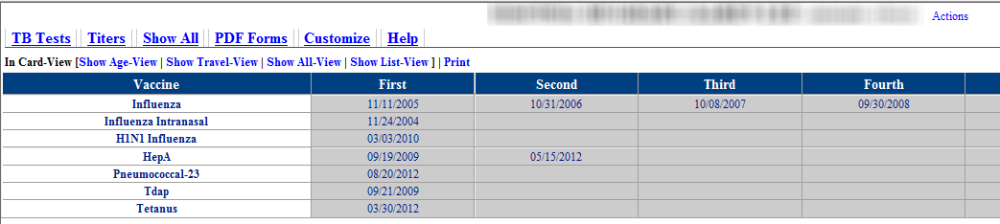 Actions
TB Tests Titers Show All PDF Forms Customize Help
In Card-View [Show Age-View | Show Travel-View | Show All-View | Show List-View ] | Print
Vaccine First Second Third Fourth
Influenza 11/11/2005 10/31/2006 10/08/2007 09/30/2008
Influenza Intranasal 11/24/2004
H1N1 Influenza 03/03/2010
HepA 09/19/2009 05/15/2012
Pneumococcal-23 08/20/2012
Tdap 09/21/2009
Tetanus 03/30/2012